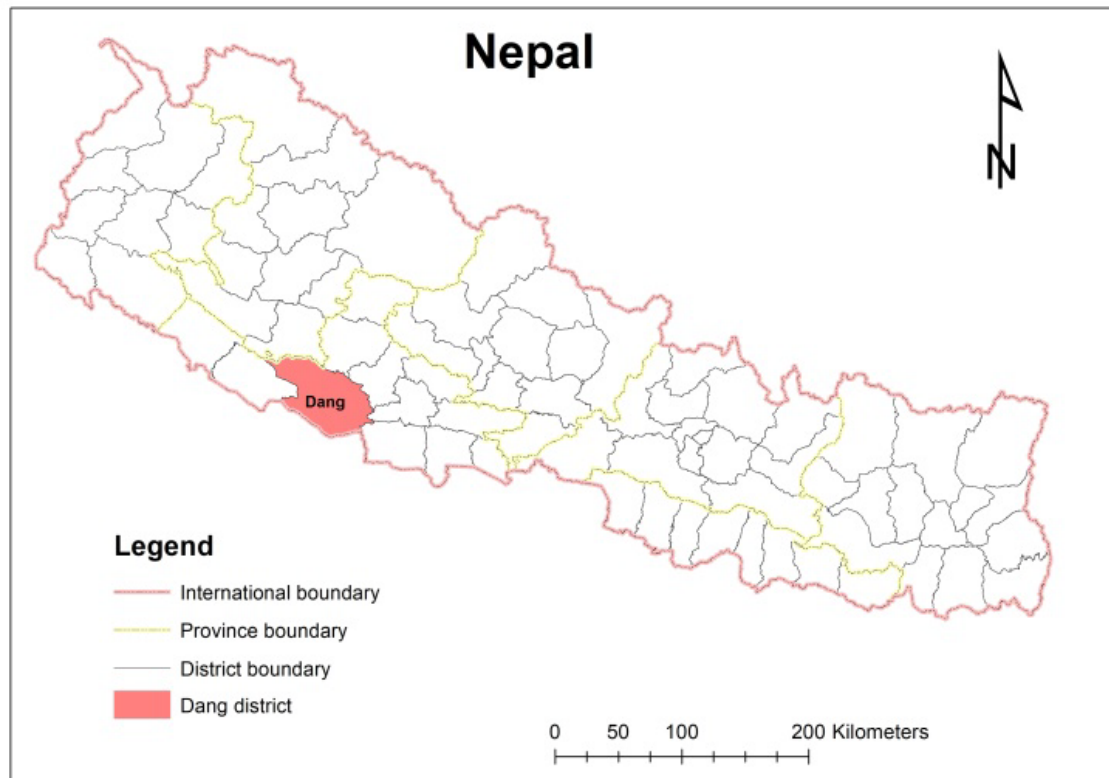 Nepal
N
Dang
Legend
International boundary
Province boundary
District boundary
Dang district
0 50 100 200 Kilometers